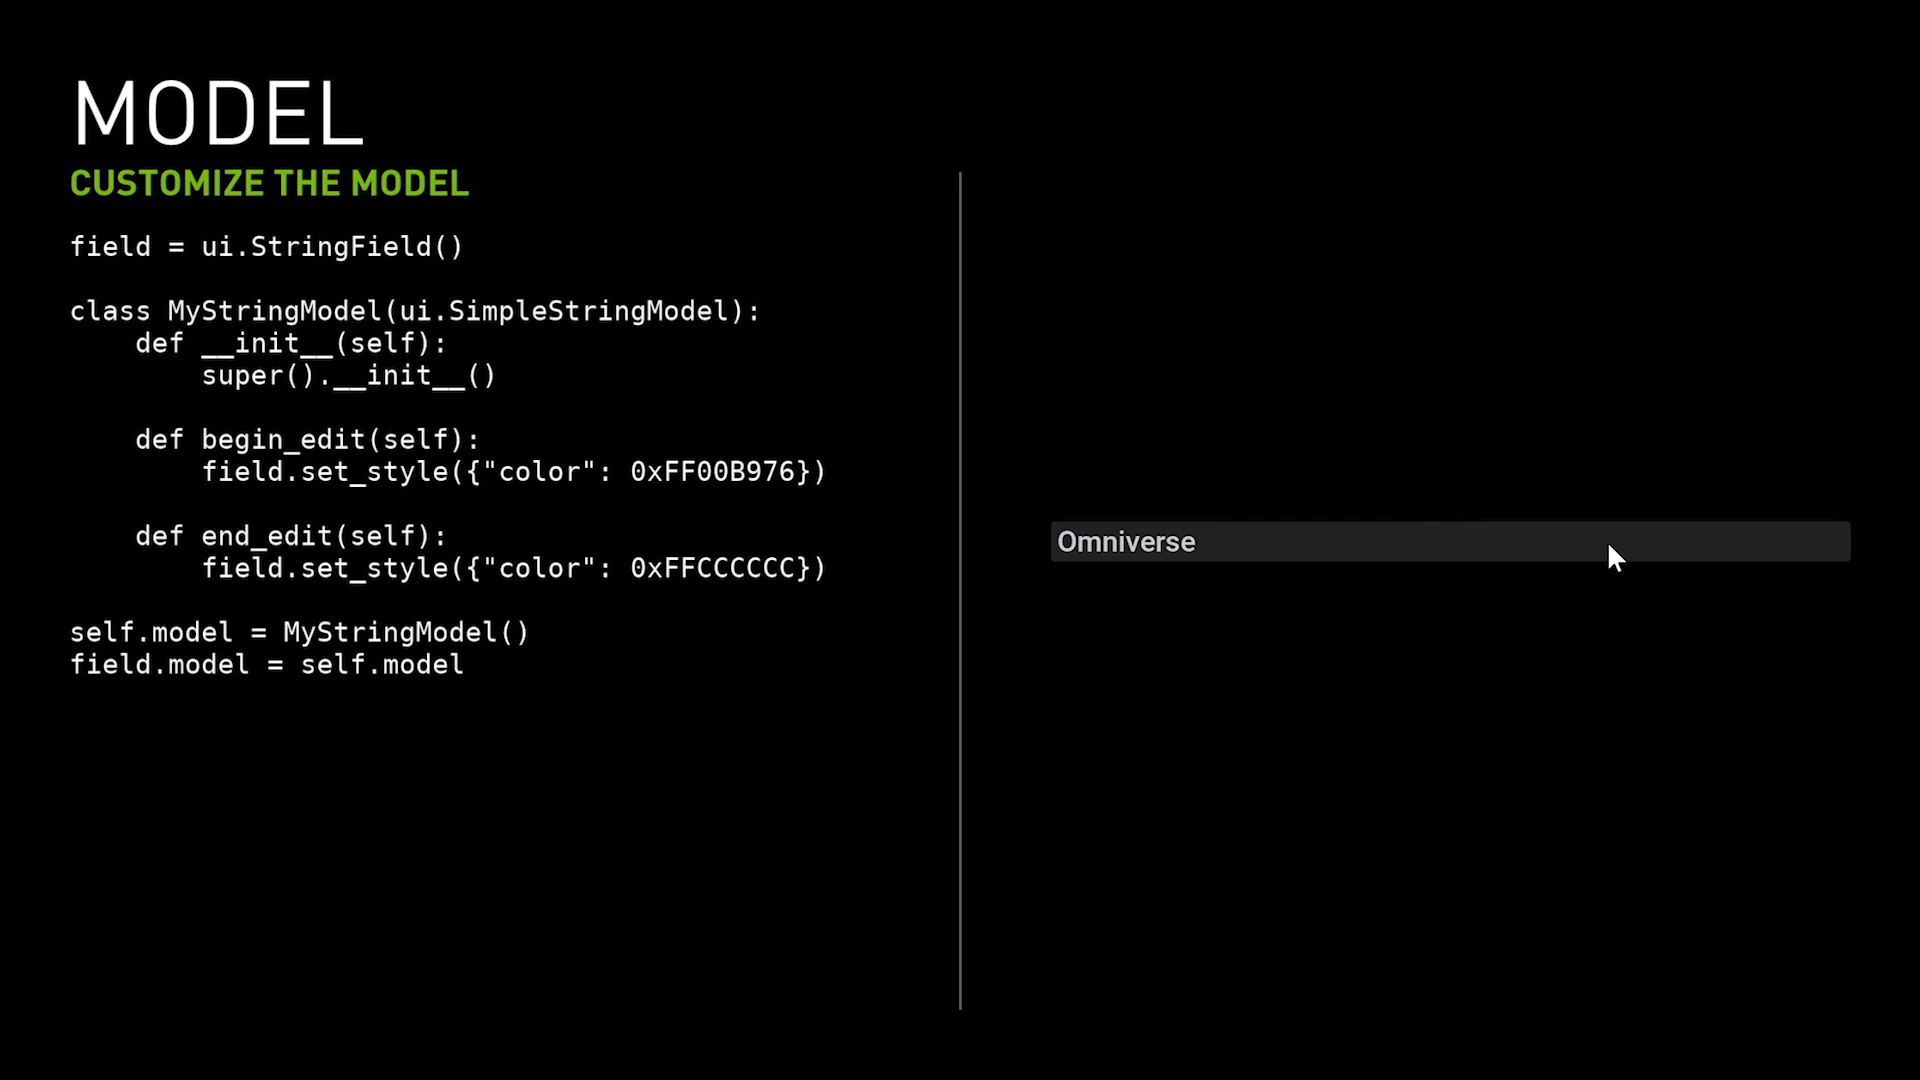 MODEL
CUSTOMIZE THE MODEL
field = ui.StringField()
class MyStringModel(ui.SimpleStringModel):
    def __init__(self):
        super().__init__()
    def begin_edit(self):
        field.set_style({"color": 0xFF00B976})
    def end_edit(self):
        field.set_style({"color": 0xFFCCCCCC})
self.model = MyStringModel()
field.model = self.model
Omniverse